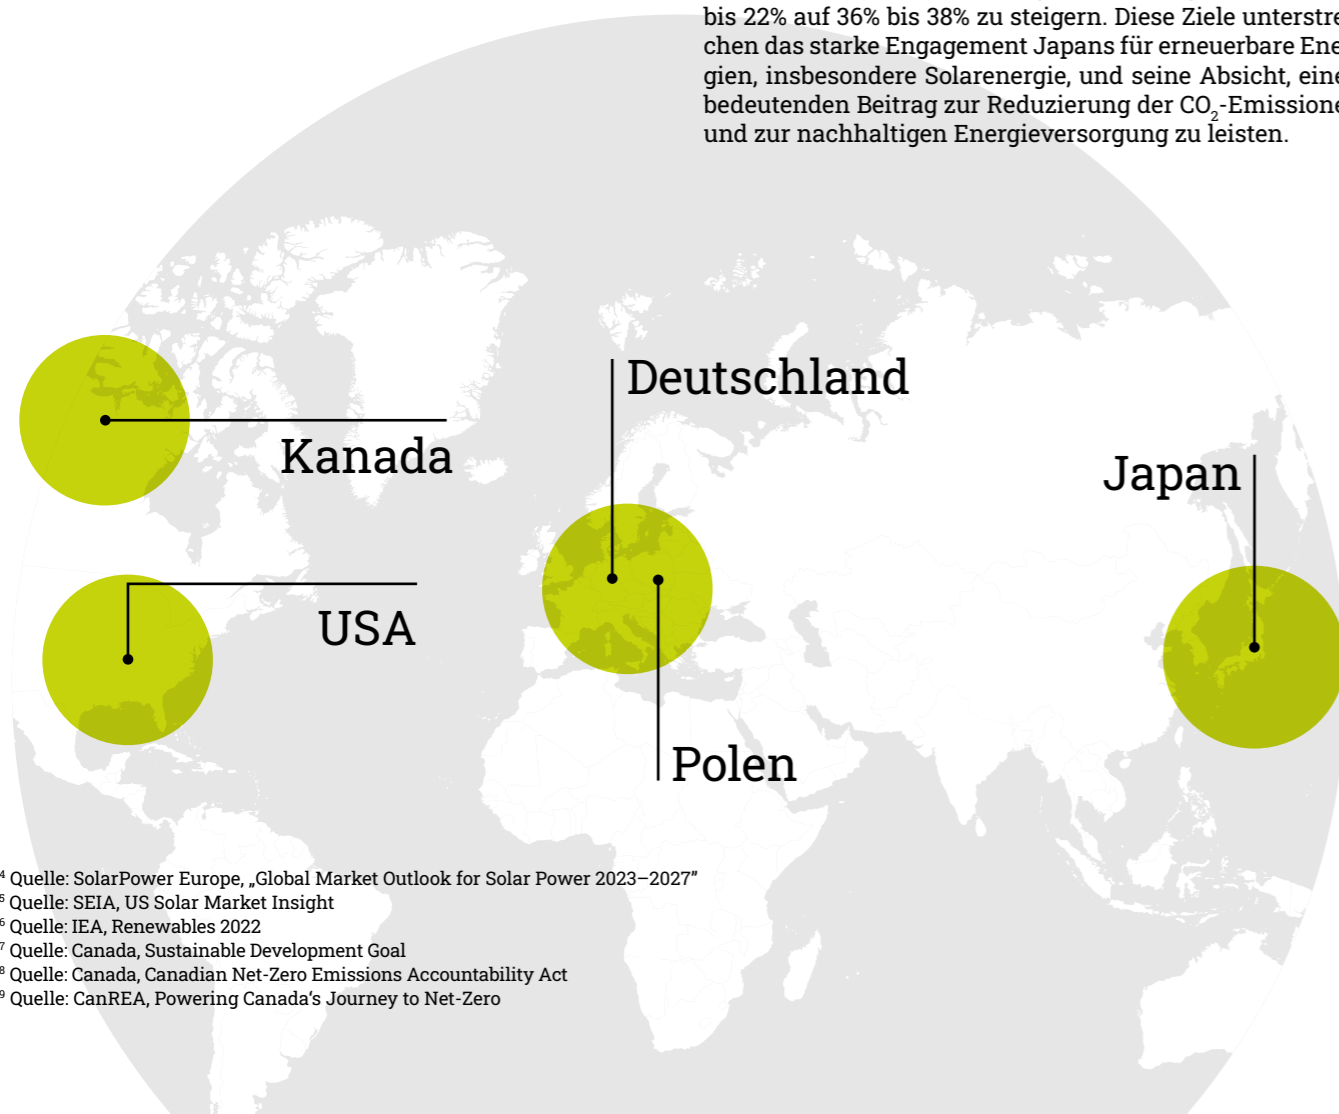 bis 22% auf 36% bis 38% zu steigern. Diese Ziele unterstre
chen das starke Engagement Japans für erneuerbare Ene
gien, insbesondere Solarenergie, und seine Absicht, eine
bedeutenden Beitrag zur Reduzierung der CO₂-Emissione
und zur nachhaltigen Energieversorgung zu leisten.
Deutschland
Kanada
Japan
USA
Polen
⁴ Quelle: SolarPower Europe, „Global Market Outlook for Solar Power 2023–2027”
⁵ Quelle: SEIA, US Solar Market Insight
⁶ Quelle: IEA, Renewables 2022
⁷ Quelle: Canada, Sustainable Development Goal
⁸ Quelle: Canada, Canadian Net-Zero Emissions Accountability Act
⁹ Quelle: CanREA, Powering Canada‘s Journey to Net-Zero